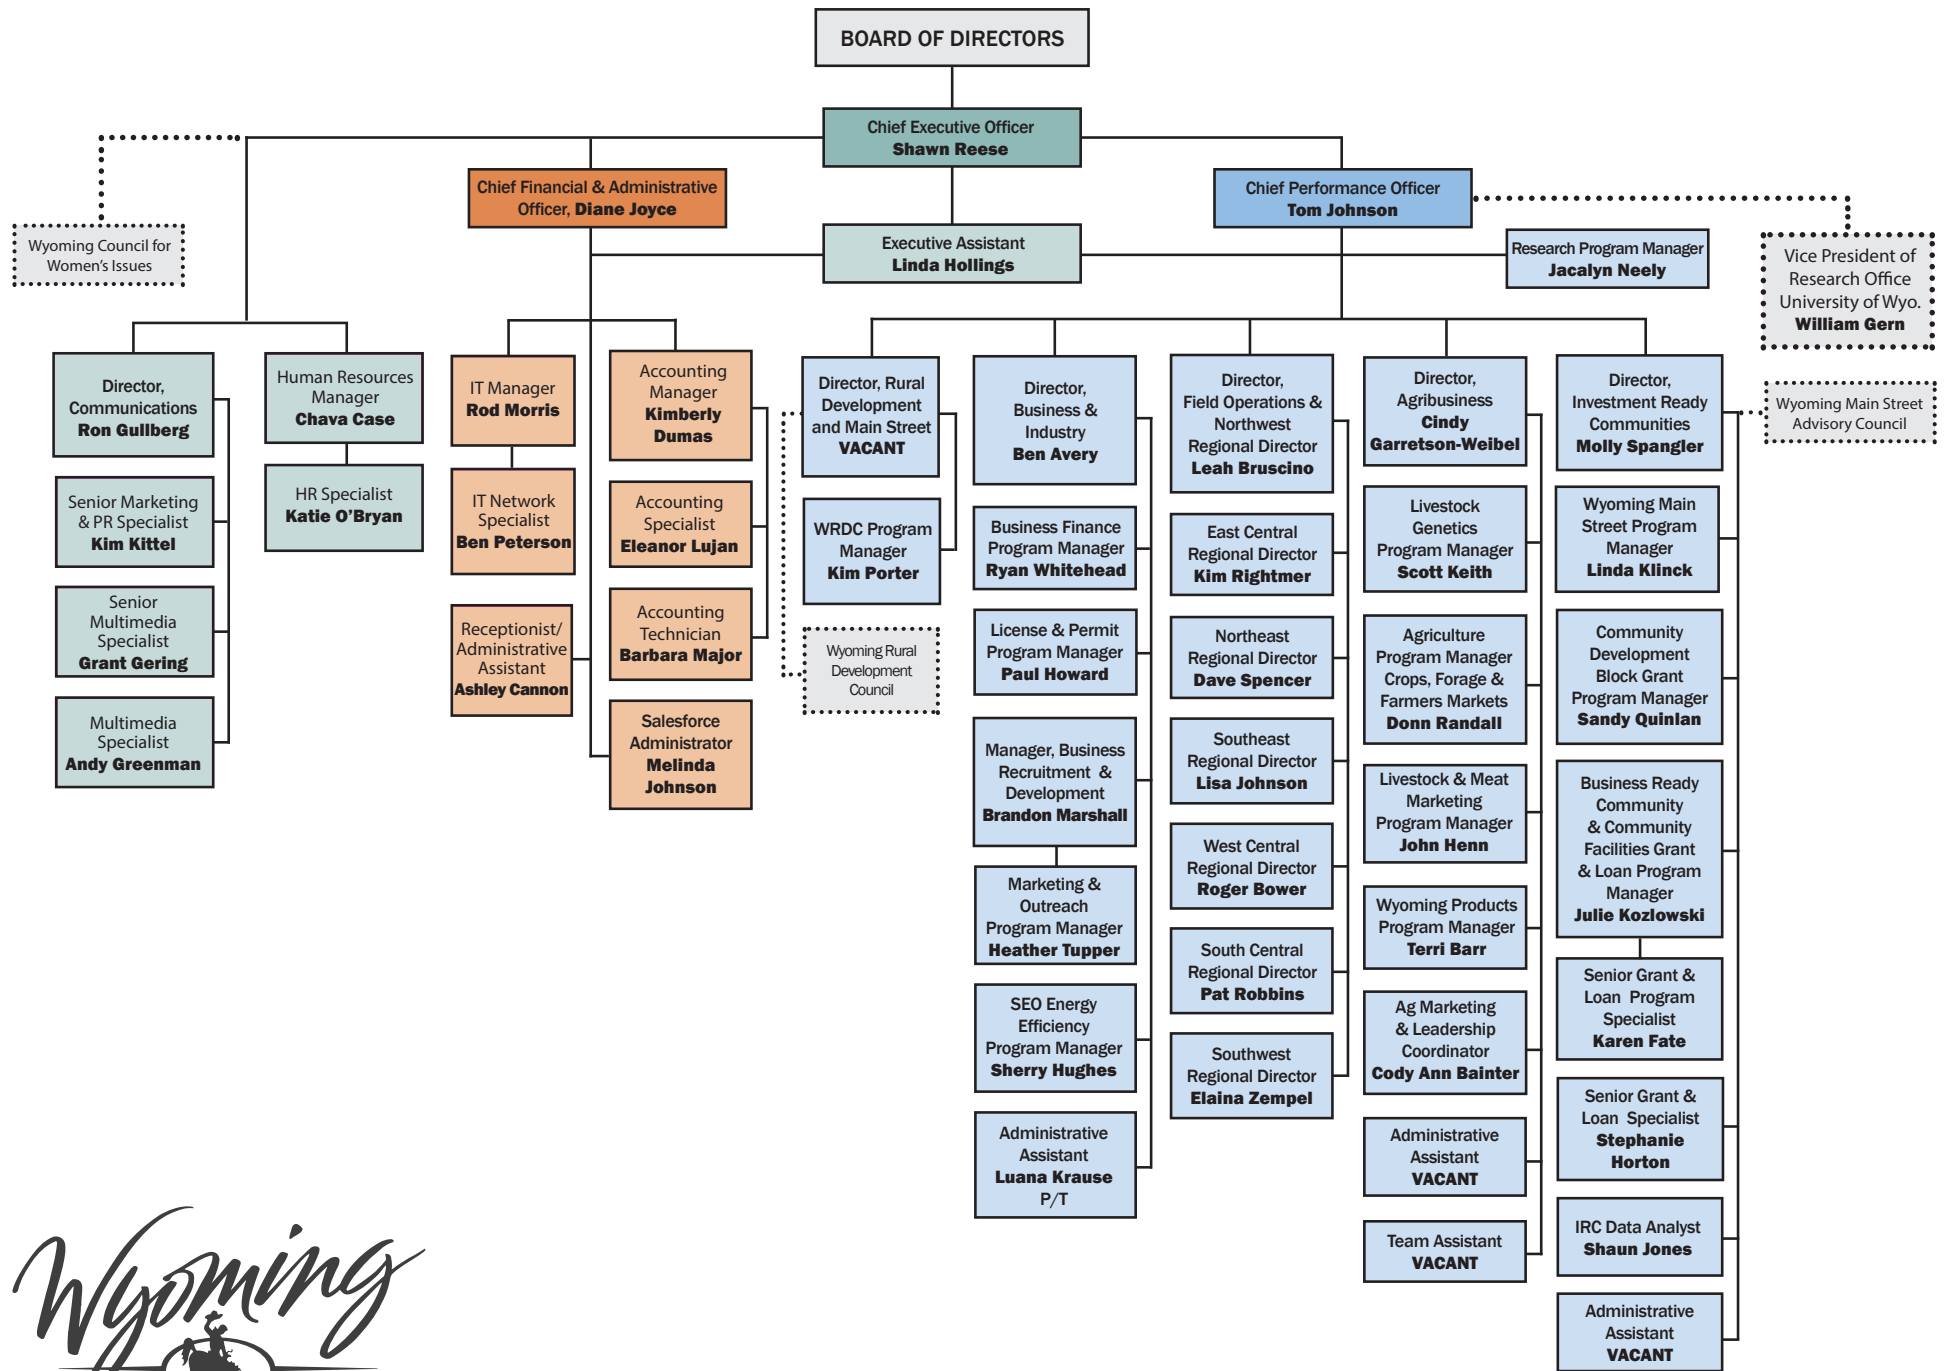 BOARD OF DIRECTORS
Chief Executive Officer
Shawn Reese
Chief Financial & Administrative
Officer, Diane Joyce
Chief Performance Officer
Tom Johnson
Executive Assistant
Linda Hollings
Research Program Manager
Jacalyn Neely
Wyoming Council for
Women's Issues
Vice President of
Research Office
University of Wyo.
William Gern
Director,
Communications
Ron Gullberg
Senior Marketing
& PR Specialist
Kim Kittel
Senior
Multimedia
Specialist
Grant Gering
Multimedia
Specialist
Andy Greenman
Human Resources
Manager
Chava Case
HR Specialist
Katie O'Bryan
IT Manager
Rod Morris
IT Network
Specialist
Ben Peterson
Receptionist/
Administrative
Assistant
Ashley Cannon
Accounting
Manager
Kimberly
Dumas
Accounting
Specialist
Eleanor Lujan
Accounting
Technician
Barbara Major
Salesforce
Administrator
Melinda
Johnson
Director, Rural
Development
and Main Street
VACANT
WRDC Program
Manager
Kim Porter
Wyoming Rural
Development
Council
Director,
Business &
Industry
Ben Avery
Business Finance
Program Manager
Ryan Whitehead
License & Permit
Program Manager
Paul Howard
Manager, Business
Recruitment &
Development
Brandon Marshall
Marketing &
Outreach
Program Manager
Heather Tupper
SEO Energy
Efficiency
Program Manager
Sherry Hughes
Administrative
Assistant
Luana Krause
P/T
Director,
Field Operations &
Northwest
Regional Director
Leah Bruscino
East Central
Regional Director
Kim Rightmer
Northeast
Regional Director
Dave Spencer
Southeast
Regional Director
Lisa Johnson
West Central
Regional Director
Roger Bower
South Central
Regional Director
Pat Robbins
Southwest
Regional Director
Elaina Zempel
Director,
Agribusiness
Cindy
Garretson-Weibel
Livestock
Genetics
Program Manager
Scott Keith
Agriculture
Program Manager
Crops, Forage &
Farmers Markets
Donn Randall
Livestock & Meat
Marketing
Program Manager
John Henn
Wyoming Products
Program Manager
Terri Barr
Ag Marketing
& Leadership
Coordinator
Cody Ann Bainter
Administrative
Assistant
VACANT
Team Assistant
VACANT
Director,
Investment Ready
Communities
Molly Spangler
Wyoming Main Street
Advisory Council
Wyoming Main
Street Program
Manager
Linda Klinck
Community
Development
Block Grant
Program Manager
Sandy Quinlan
Business Ready
Community
& Community
Facilities Grant
& Loan Program
Manager
Julie Kozlowski
Senior Grant &
Loan Program
Specialist
Karen Fate
Senior Grant &
Loan Specialist
Stephanie
Horton
IRC Data Analyst
Shaun Jones
Administrative
Assistant
VACANT
Wyoming